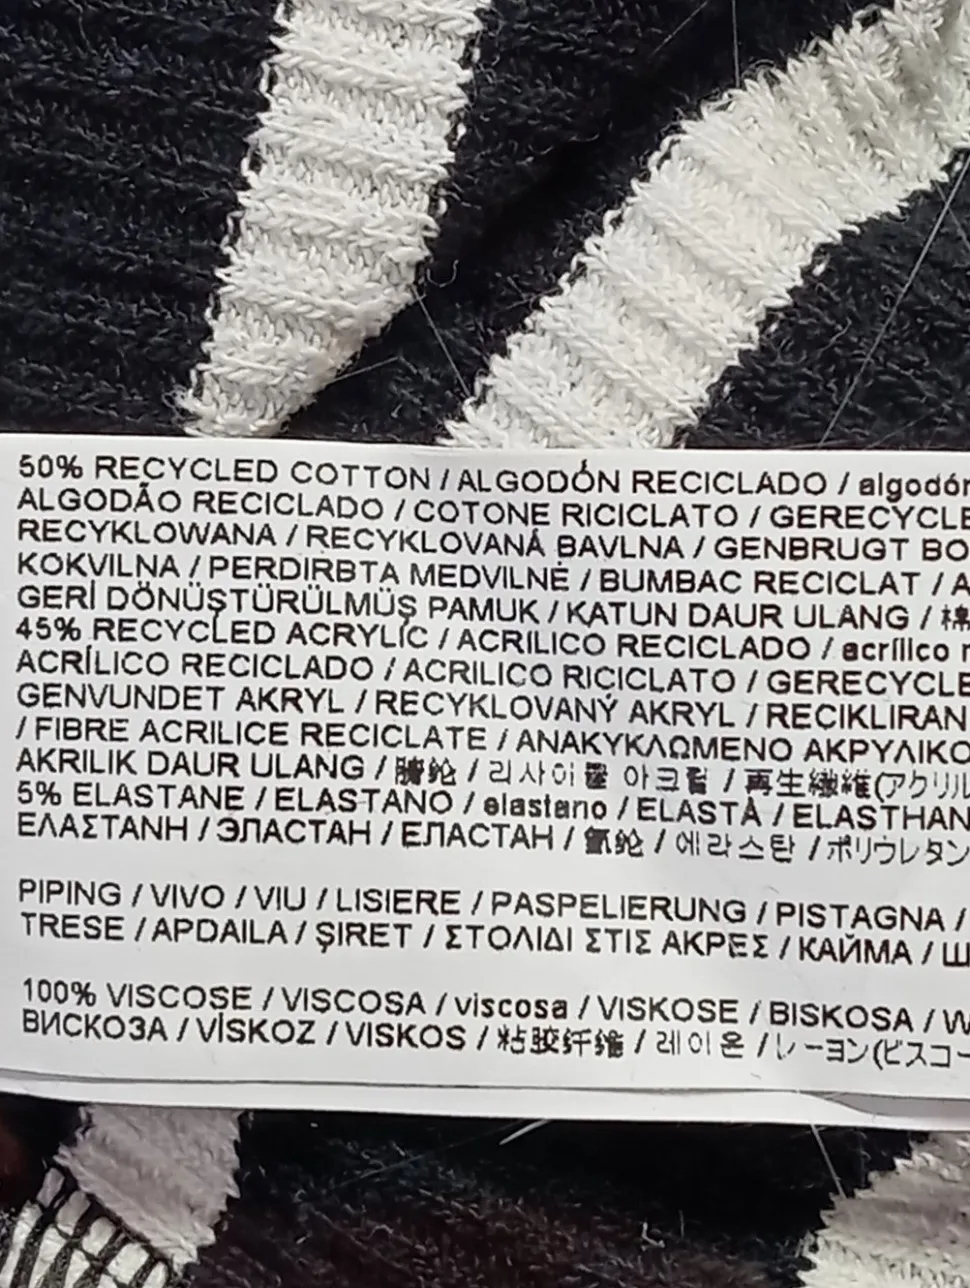 50% RECYCLED COTTON / ALGODÓN RECICLADO / algodón
ALGODÃO RECICLADO / COTONE RICICLATO / GERECYCLE
RECYKLOWANA / RECYKLOVANÁ BAVLNA / GENBRUGT BO
KOKVILNA / PERDIRBTA MEDVILNĖ / BUMBAC RECICLAT / A
GERİ DÖNÜŞTÜRÜLMÜŞ PAMUK / KATUN DAUR ULANG / 棉
45% RECYCLED ACRYLIC / ACRILICO RECICLADO / acrílico r
ACRÍLICO RECICLADO / ACRILICO RICICLATO / GERECYCLE
GENVUNDET AKRYL / RECYKLOVANÝ AKRYL / RECIKLIRAN
/ FIBRE ACRILICE RECICLATE / ΑΝΑΚΥΚΛΩΜΕΝΟ ΑΚΡΥΛΙΚΟ
AKRILIK DAUR ULANG / 腈纶 / 리사이클 아크릴 / 再生繊維(アクリル
5% ELASTANE / ELASTANO / elastano / ELASTÀ / ELASTHAN
ΕΛΑΣΤΑΝΗ / ЭЛАСТАН / ЕЛАСТАН / 氨纶 / 에라스탄 / ポリウレタン
PIPING / VIVO / VIU / LISIERE / PASPELIERUNG / PISTAGNA /
TRESE / APDAILA / ŞIRET / ΣΤΟΛΙΔΙ ΣΤΙΣ ΑΚΡΕΣ / КАЙМА / Ш
100% VISCOSE / VISCOSA / viscosa / VISKOSE / BISKOSA / W
ВИСКОЗА / VİSKOZ / VISKOS / 粘胶纤维 / 레이온 / レーヨン(ビスコー